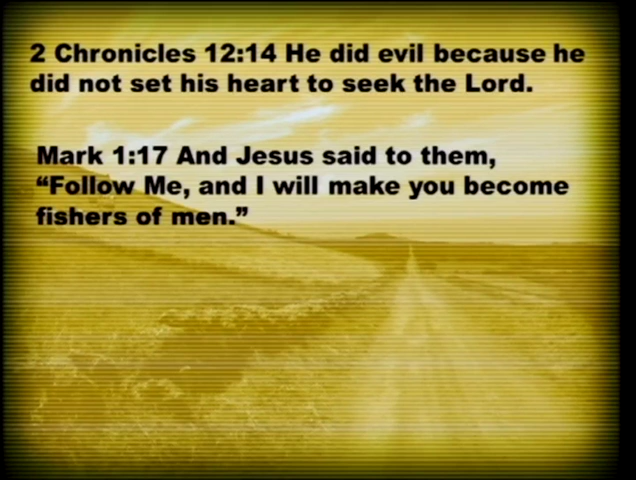 2 Chronicles 12:14 He did evil because he
did not set his heart to seek the Lord.
Mark 1:17 And Jesus said to them,
“Follow Me, and I will make you become
fishers of men.”